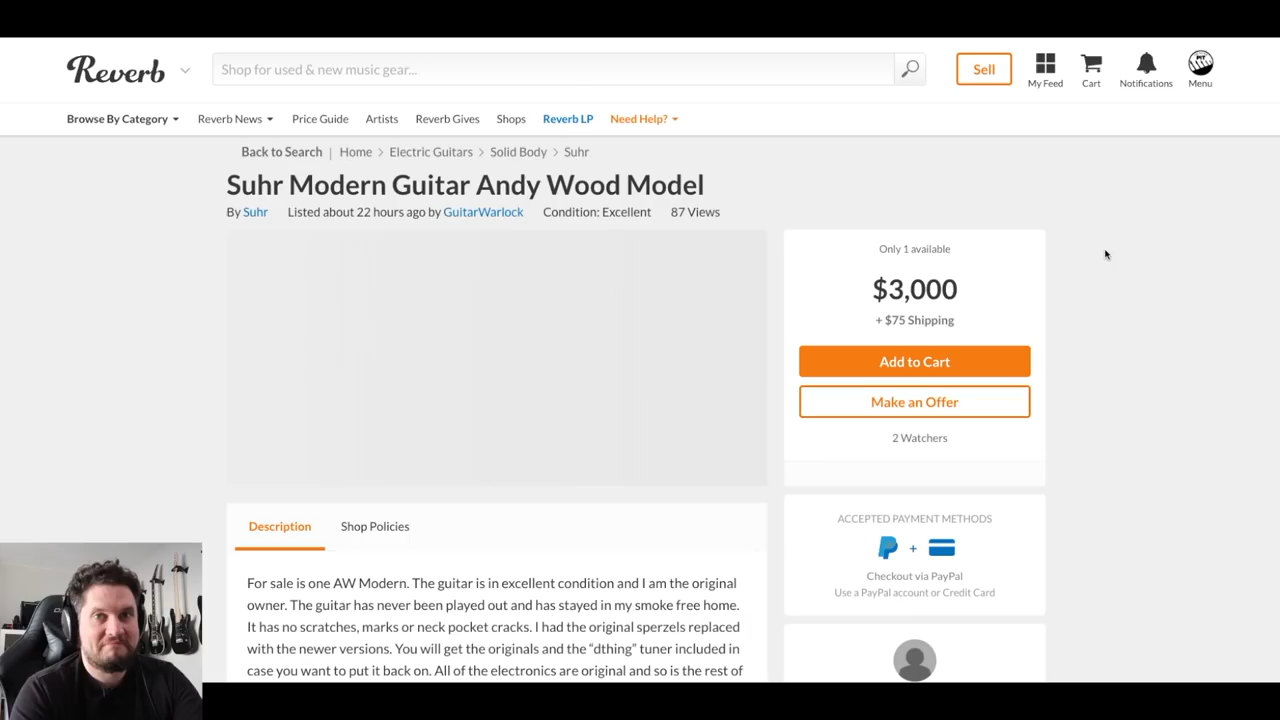 Reverb
Shop for used & new music gear...
Sell
My Feed
Cart
Notifications
Menu
Browse By Category
Reverb News
Price Guide
Artists
Reverb Gives
Shops
Reverb LP
Need Help?
Back to Search | Home > Electric Guitars > Solid Body > Suhr
Suhr Modern Guitar Andy Wood Model
By Suhr Listed about 22 hours ago by GuitarWarlock Condition: Excellent 87 Views
Only 1 available
$3,000
+ $75 Shipping
Add to Cart
Make an Offer
2 Watchers
ACCEPTED PAYMENT METHODS
+
Checkout via PayPal
Use a PayPal account or Credit Card
Description
Shop Policies
For sale is one AW Modern. The guitar is in excellent condition and I am the original
owner. The guitar has never been played out and has stayed in my smoke free home.
It has no scratches, marks or neck pocket cracks. I had the original sperzels replaced
with the newer versions. You will get the originals and the “dthing” tuner included in
case you want to put it back on. All of the electronics are original and so is the rest of